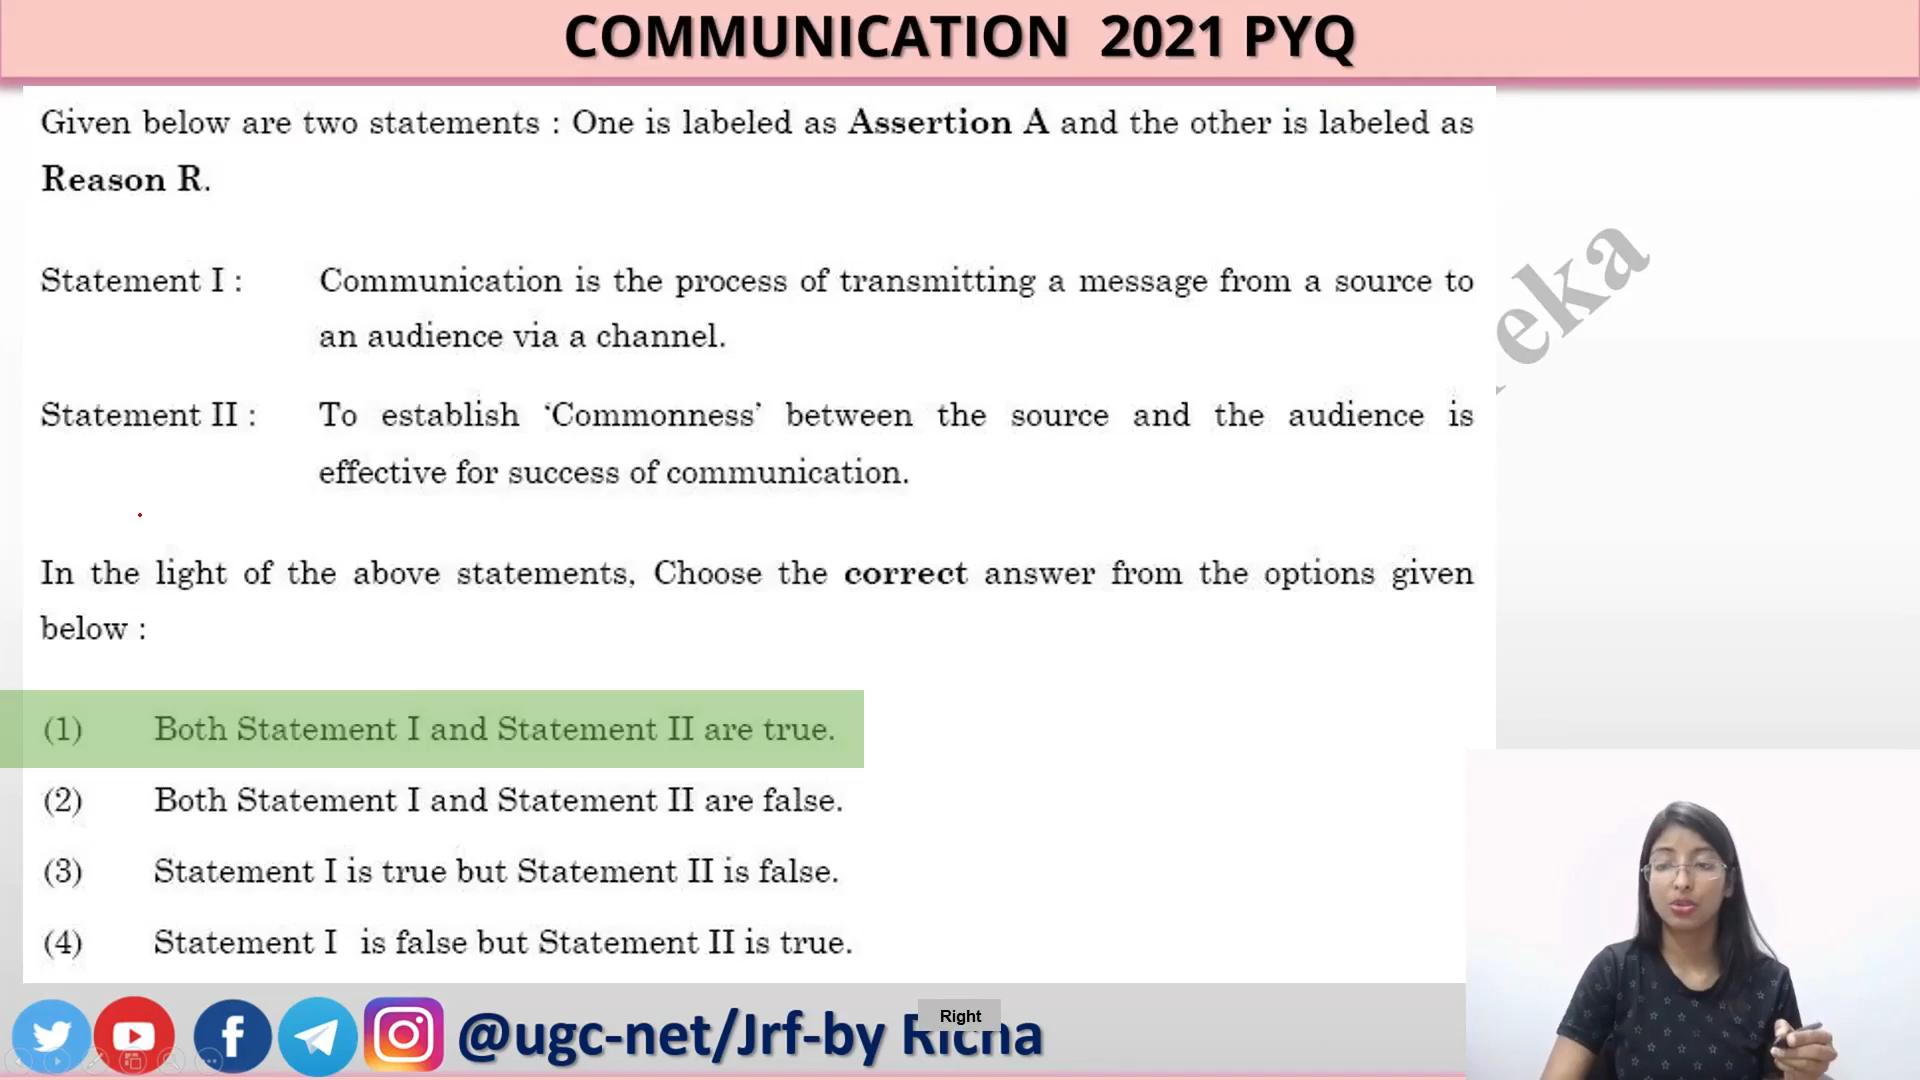 COMMUNICATION 2021 PYQ
Given below are two statements : One is labeled as Assertion A and the other is labeled as
Reason R.
Statement I : Communication is the process of transmitting a message from a source to
an audience via a channel.
Statement II : To establish ‘Commonness’ between the source and the audience is
effective for success of communication.
In the light of the above statements, Choose the correct answer from the options given
below :
(1) Both Statement I and Statement II are true.
(2) Both Statement I and Statement II are false.
(3) Statement I is true but Statement II is false.
(4) Statement I is false but Statement II is true.
@ugc-net/Jrf-by Richa
Right